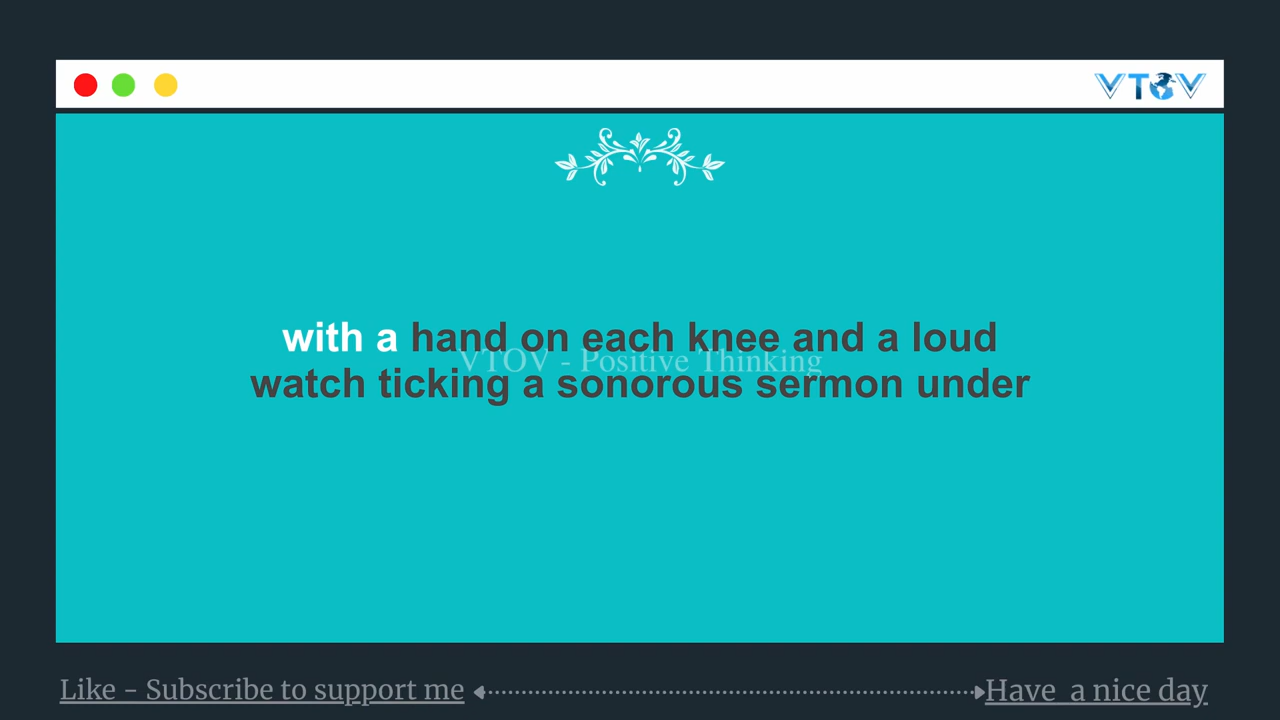 VTOV
with a hand on each knee and a loud
VTOV - Positive Thinking
watch ticking a sonorous sermon under
Like - Subscribe to support me
Have a nice day